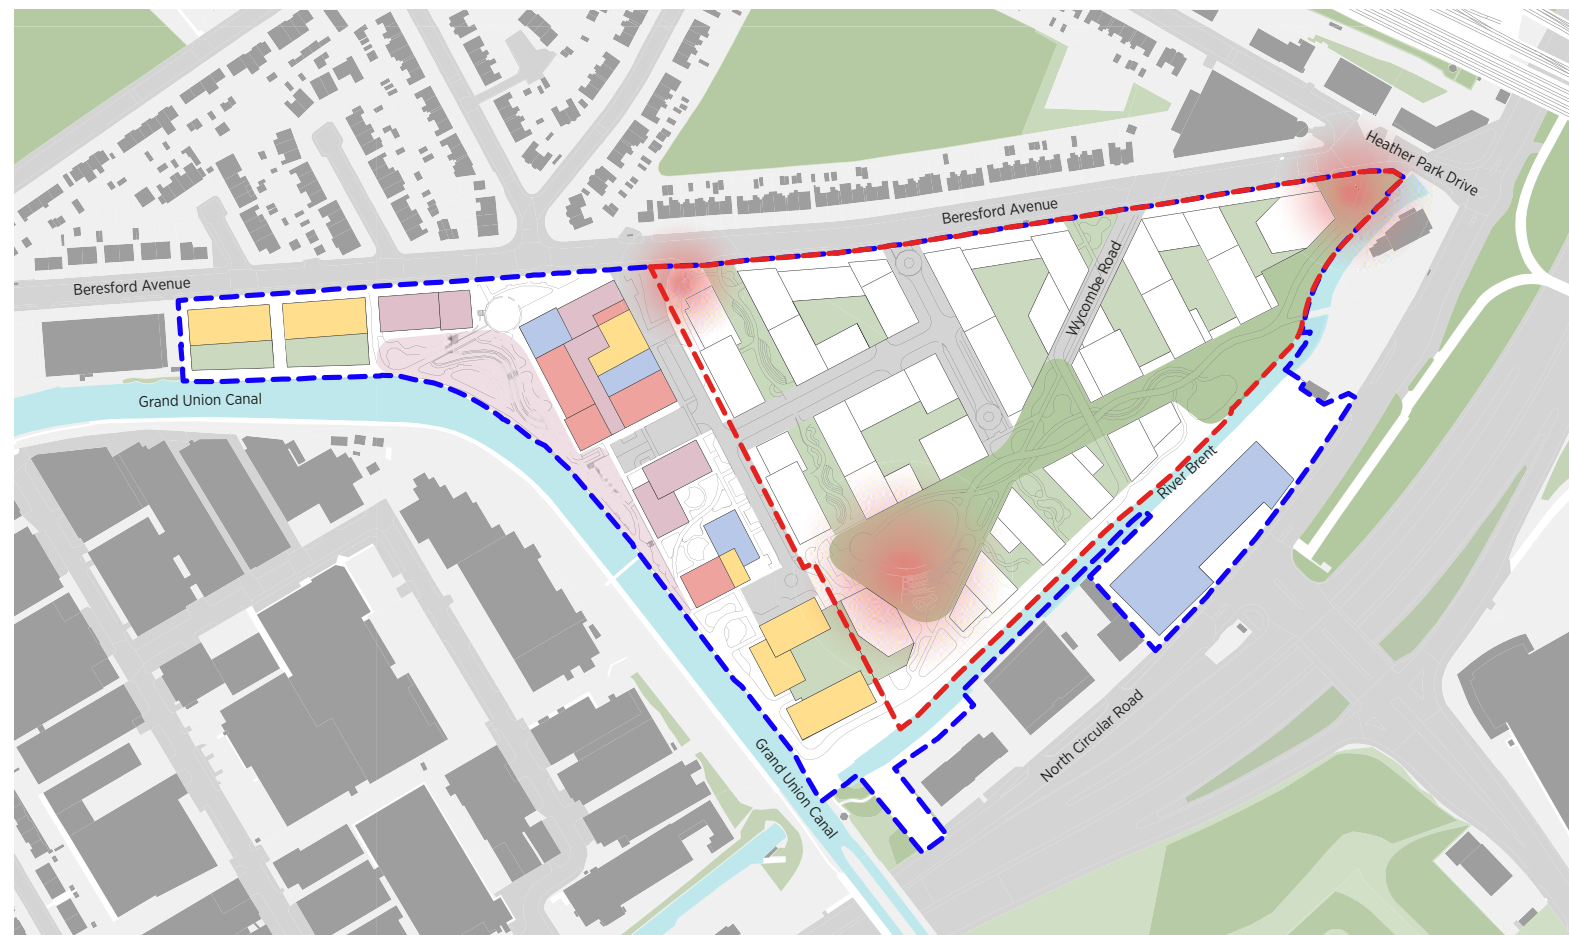 Heather Park Drive
Beresford Avenue
Wycombe Road
Beresford Avenue
Grand Union Canal
River Brent
North Circular Road
Grand Union Canal